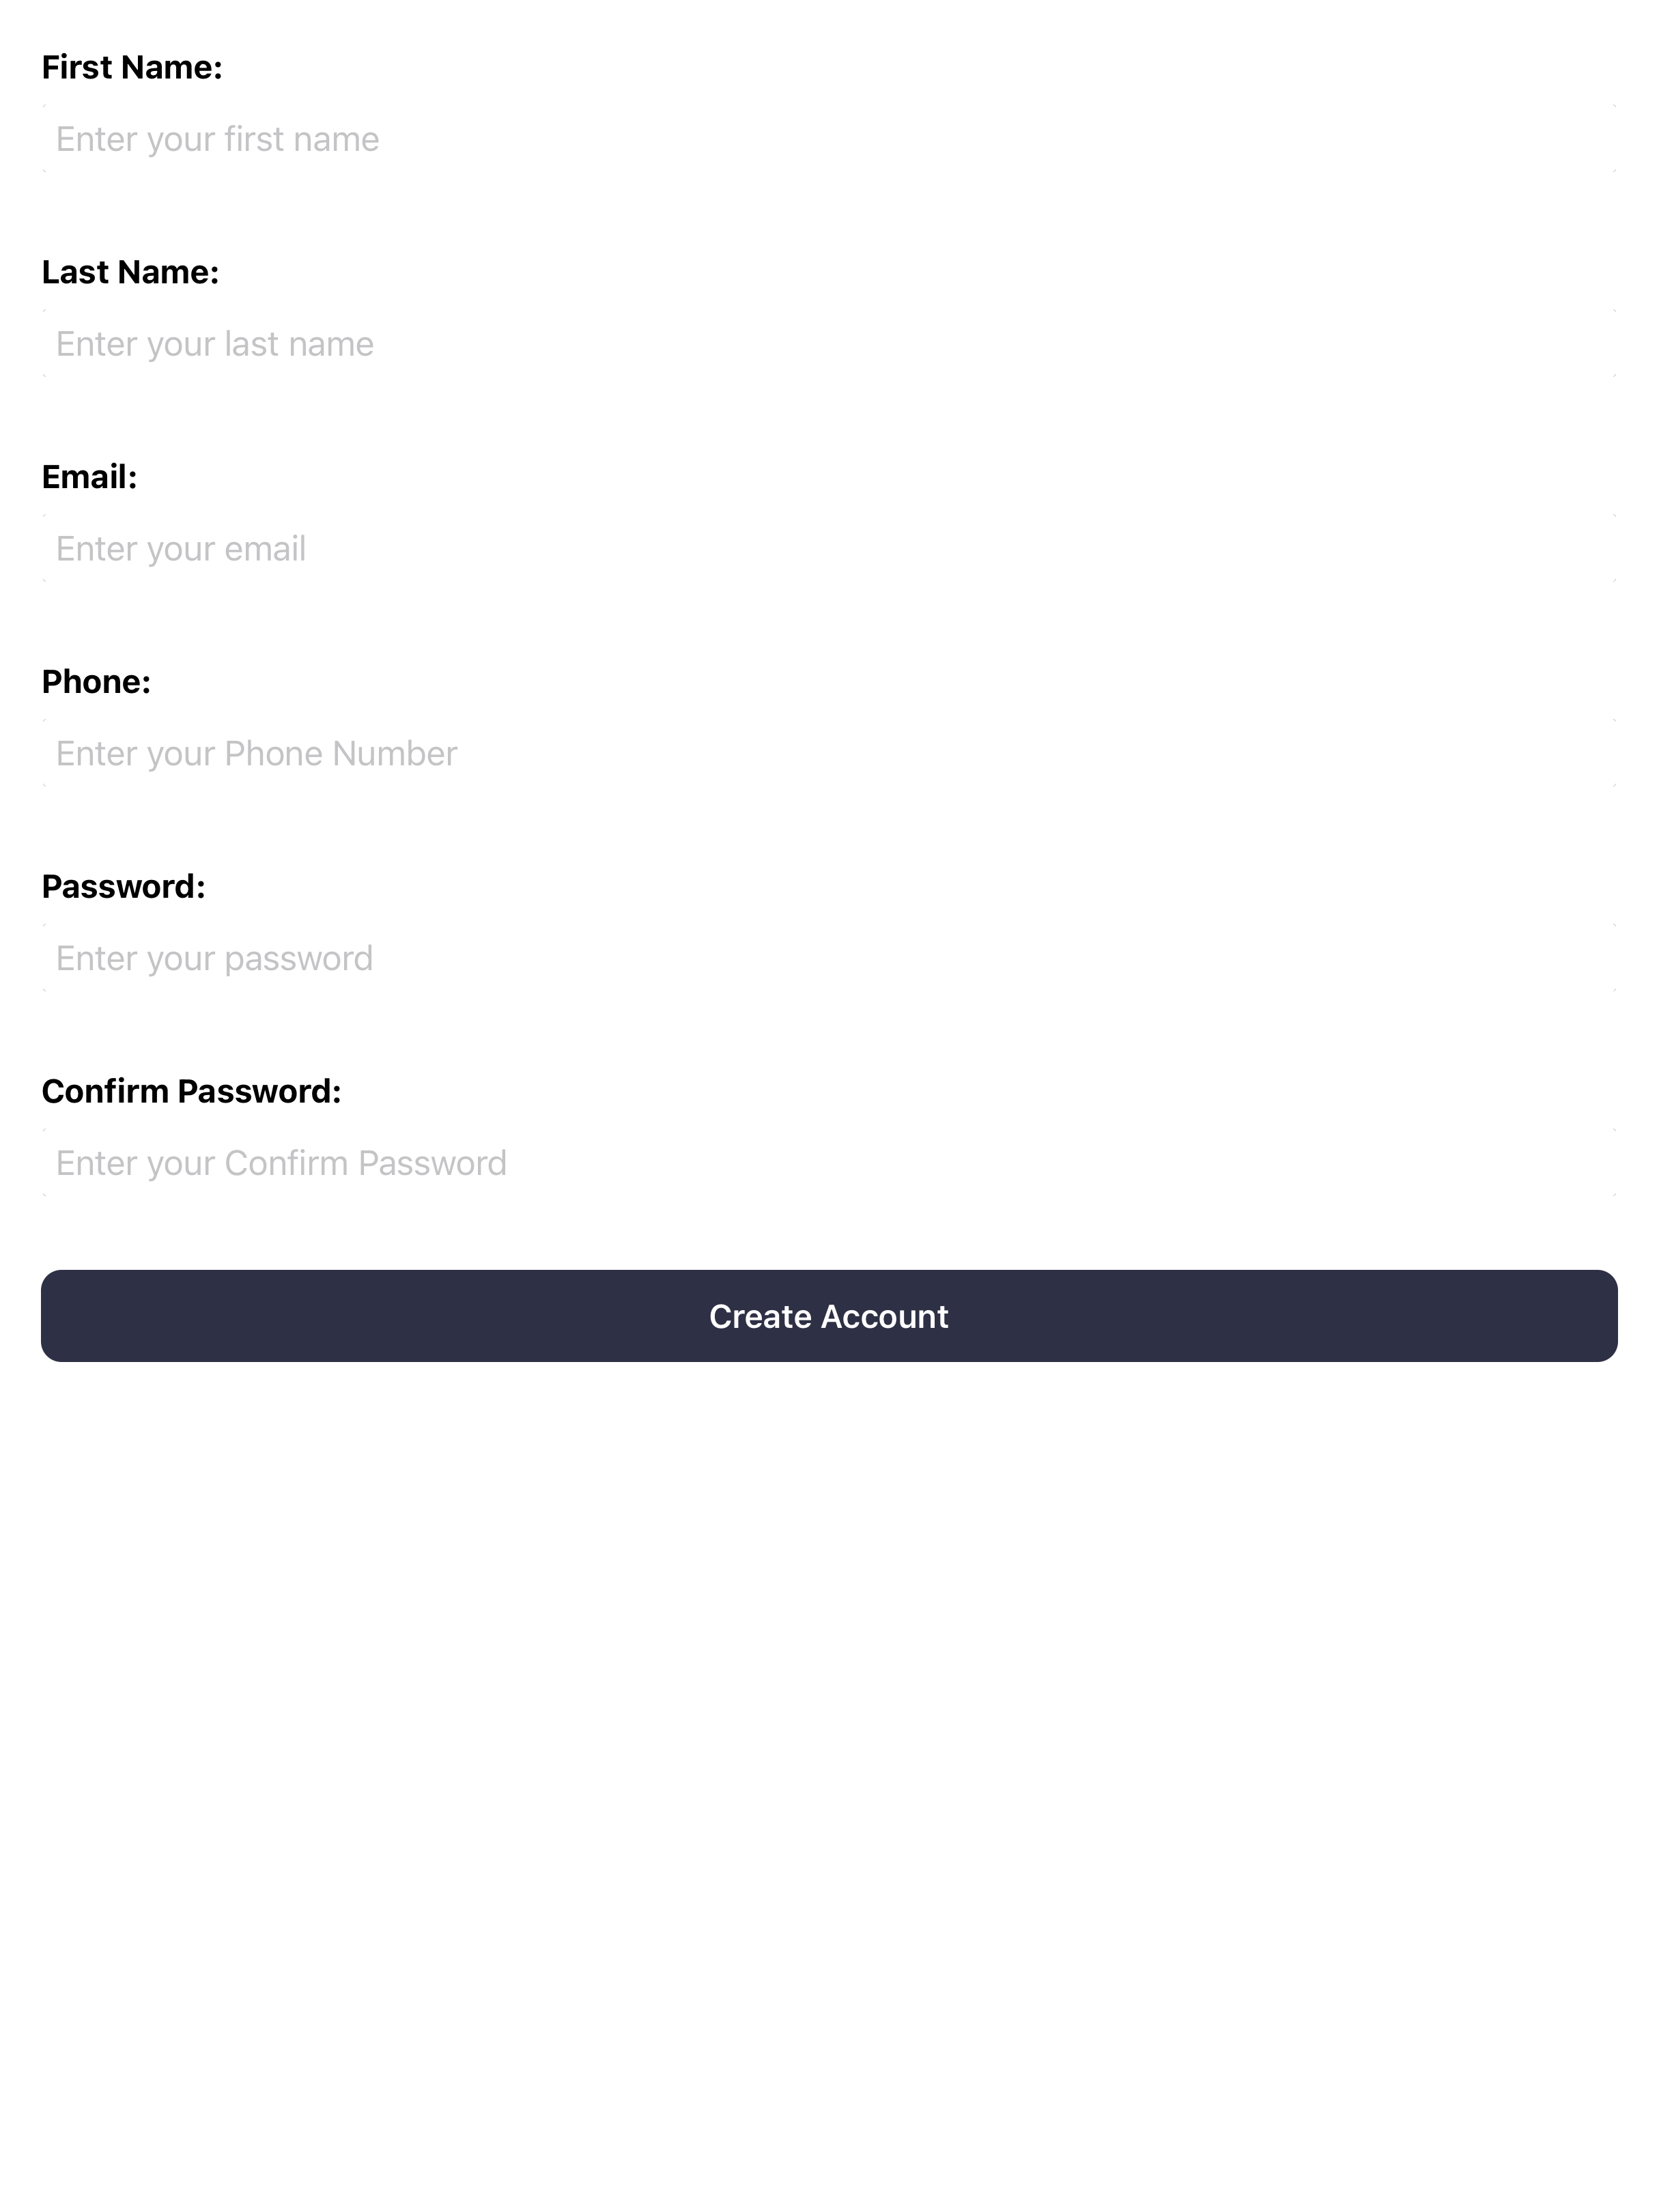 First Name:
Enter your first name
Last Name:
Enter your last name
Email:
Enter your email
Phone:
Enter your Phone Number
Password:
Enter your password
Confirm Password:
Enter your Confirm Password
Create Account